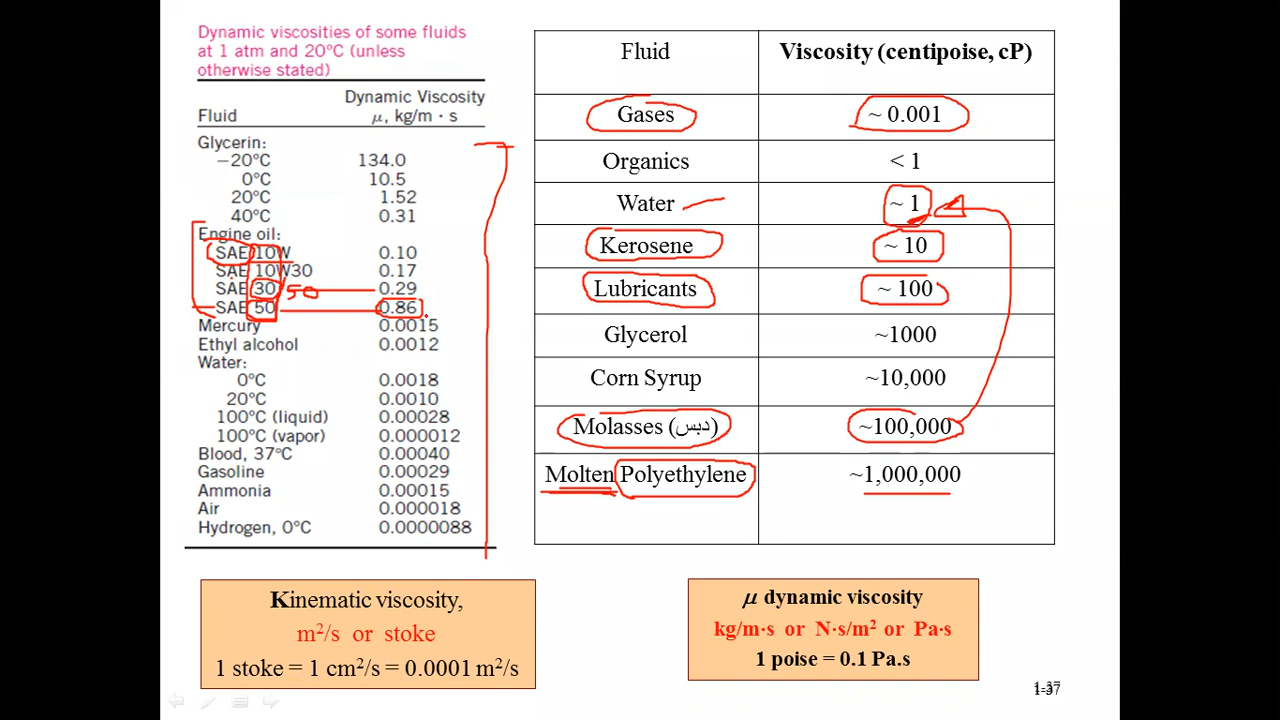 Dynamic viscosities of some fluids
at 1 atm and 20°C (unless
otherwise stated)
Dynamic Viscosity
Fluid μ, kg/m · s
Glycerin:
−20°C 134.0
0°C 10.5
20°C 1.52
40°C 0.31
Engine oil:
SAE 10W 0.10
SAE 10W30 0.17
SAE 30 50 0.29
SAE 50 0.86
Mercury 0.0015
Ethyl alcohol 0.0012
Water:
0°C 0.0018
20°C 0.0010
100°C (liquid) 0.00028
100°C (vapor) 0.000012
Blood, 37°C 0.00040
Gasoline 0.00029
Ammonia 0.00015
Air 0.000018
Hydrogen, 0°C 0.0000088
Fluid Viscosity (centipoise, cP)
Gases ~ 0.001
Organics < 1
Water ~ 1
Kerosene ~ 10
Lubricants ~ 100
Glycerol ~1000
Corn Syrup ~10,000
Molasses (دبس) ~100,000
Molten Polyethylene ~1,000,000
Kinematic viscosity,
m²/s or stoke
1 stoke = 1 cm²/s = 0.0001 m²/s
μ dynamic viscosity
kg/m·s or N·s/m² or Pa·s
1 poise = 0.1 Pa.s